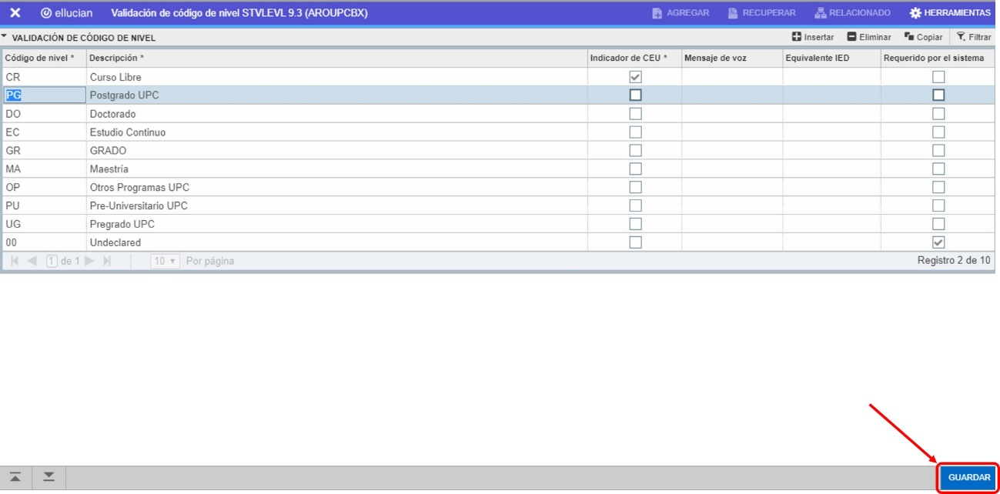 ellucian Validación de código de nivel STVLEVL 9.3 (AROUPCBX) AGREGAR RECUPERAR RELACIONADO HERRAMIENTAS
VALIDACIÓN DE CÓDIGO DE NIVEL Insertar Eliminar Copiar Filtrar
Código de nivel * Descripción * Indicador de CEU * Mensaje de voz Equivalente IED Requerido por el sistema
CR Curso Libre
PG Postgrado UPC
DO Doctorado
EC Estudio Continuo
GR GRADO
MA Maestría
OP Otros Programas UPC
PU Pre-Universitario UPC
UG Pregrado UPC
00 Undeclared
1 de 1 10 Por página Registro 2 de 10
GUARDAR